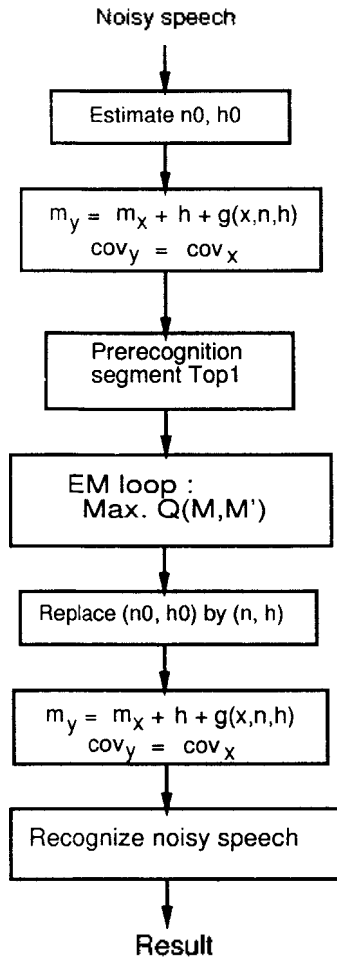 Noisy speech
Estimate n0, h0
m_y = m_x + h + g(x,n,h)
cov_y = cov_x
Prerecognition
segment Top1
EM loop :
Max. Q(M,M')
Replace (n0, h0) by (n, h)
m_y = m_x + h + g(x,n,h)
cov_y = cov_x
Recognize noisy speech
Result